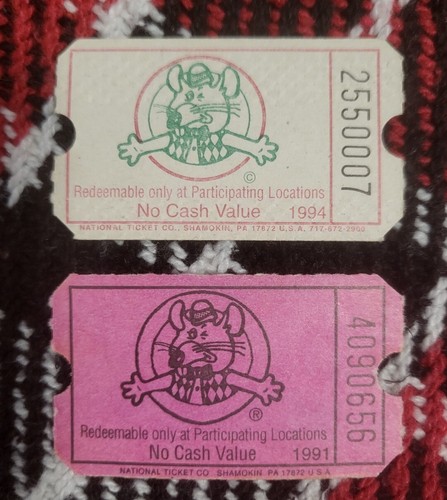 ©
Redeemable only at Participating Locations
No Cash Value 1994
NATIONAL TICKET CO., SHAMOKIN, PA 17872 U.S.A.
2550007
®
Redeemable only at Participating Locations
No Cash Value 1991
NATIONAL TICKET CO SHAMOKIN PA 17872 U S A
4090656